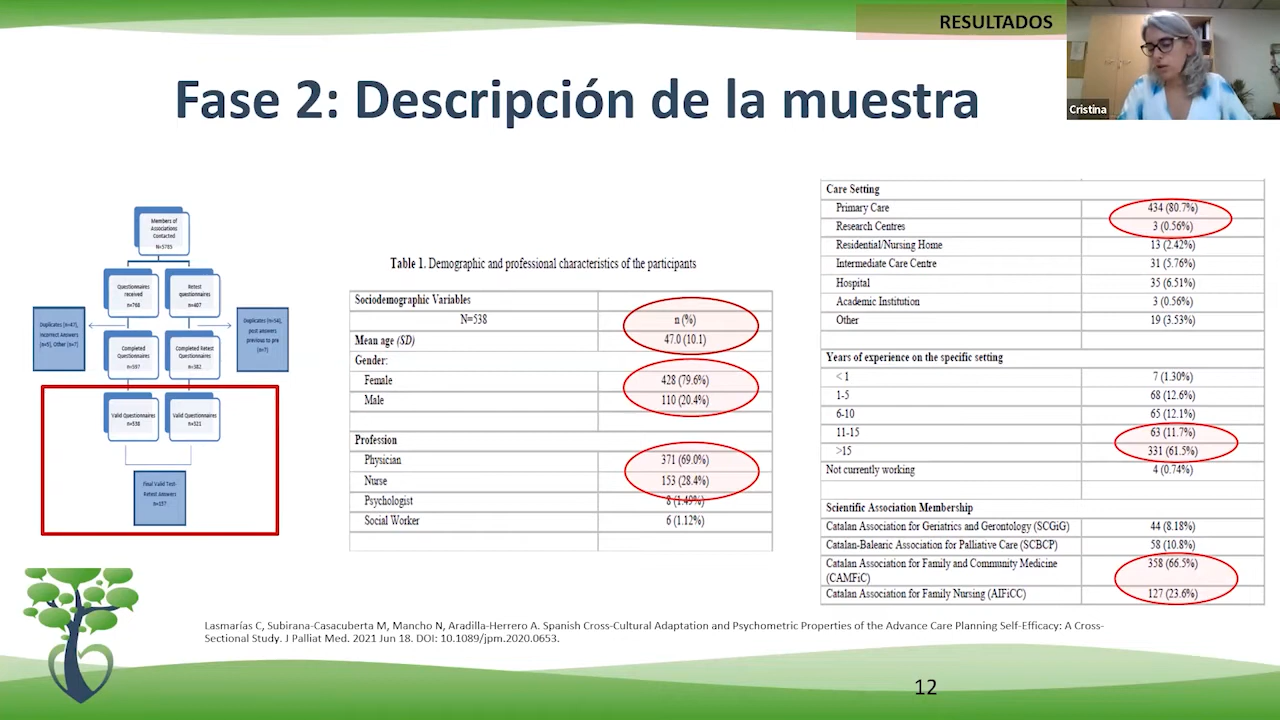 RESULTADOS
Cristina
Fase 2: Descripción de la muestra
Members of
Associations
Contacted
Questionnaires
received
n=768
Retest
questionnaires
n=407
Duplicates (n=47),
Incorrect Answers
(n=5), Other (n=7)
Duplicates (n=54),
post answers
previous to pre
(n=7)
Completed
Questionnaires
n=597
Completed Retest
Questionnaires
n=382
Valid Questionnaires
n=538
Valid Questionnaires
n=321
Final Valid Test-
Retest Answers
Table 1. Demographic and professional characteristics of the participants
Sociodemographic Variables
N=538 n (%)
Mean age (SD) 47.0 (10.1)
Gender:
Female 428 (79.6%)
Male 110 (20.4%)
Profession
Physician 371 (69.0%)
Nurse 153 (28.4%)
Psychologist 8 (1.49%)
Social Worker 6 (1.12%)
Care Setting
Primary Care 434 (80.7%)
Research Centres 3 (0.56%)
Residential/Nursing Home 13 (2.42%)
Intermediate Care Centre 31 (5.76%)
Hospital 35 (6.51%)
Academic Institution 3 (0.56%)
Other 19 (3.53%)
Years of experience on the specific setting
< 1 7 (1.30%)
1-5 68 (12.6%)
6-10 65 (12.1%)
11-15 63 (11.7%)
>15 331 (61.5%)
Not currently working 4 (0.74%)
Scientific Association Membership
Catalan Association for Geriatrics and Gerontology (SCGiG) 44 (8.18%)
Catalan-Balearic Association for Palliative Care (SCBCP) 58 (10.8%)
Catalan Association for Family and Community Medicine 358 (66.5%)
(CAMFiC)
Catalan Association for Family Nursing (AIFiCC) 127 (23.6%)
Lasmarías C, Subirana-Casacuberta M, Mancho N, Aradilla-Herrero A. Spanish Cross-Cultural Adaptation and Psychometric Properties of the Advance Care Planning Self-Efficacy: A Cross-
Sectional Study. J Palliat Med. 2021 Jun 18. DOI: 10.1089/jpm.2020.0653.
12